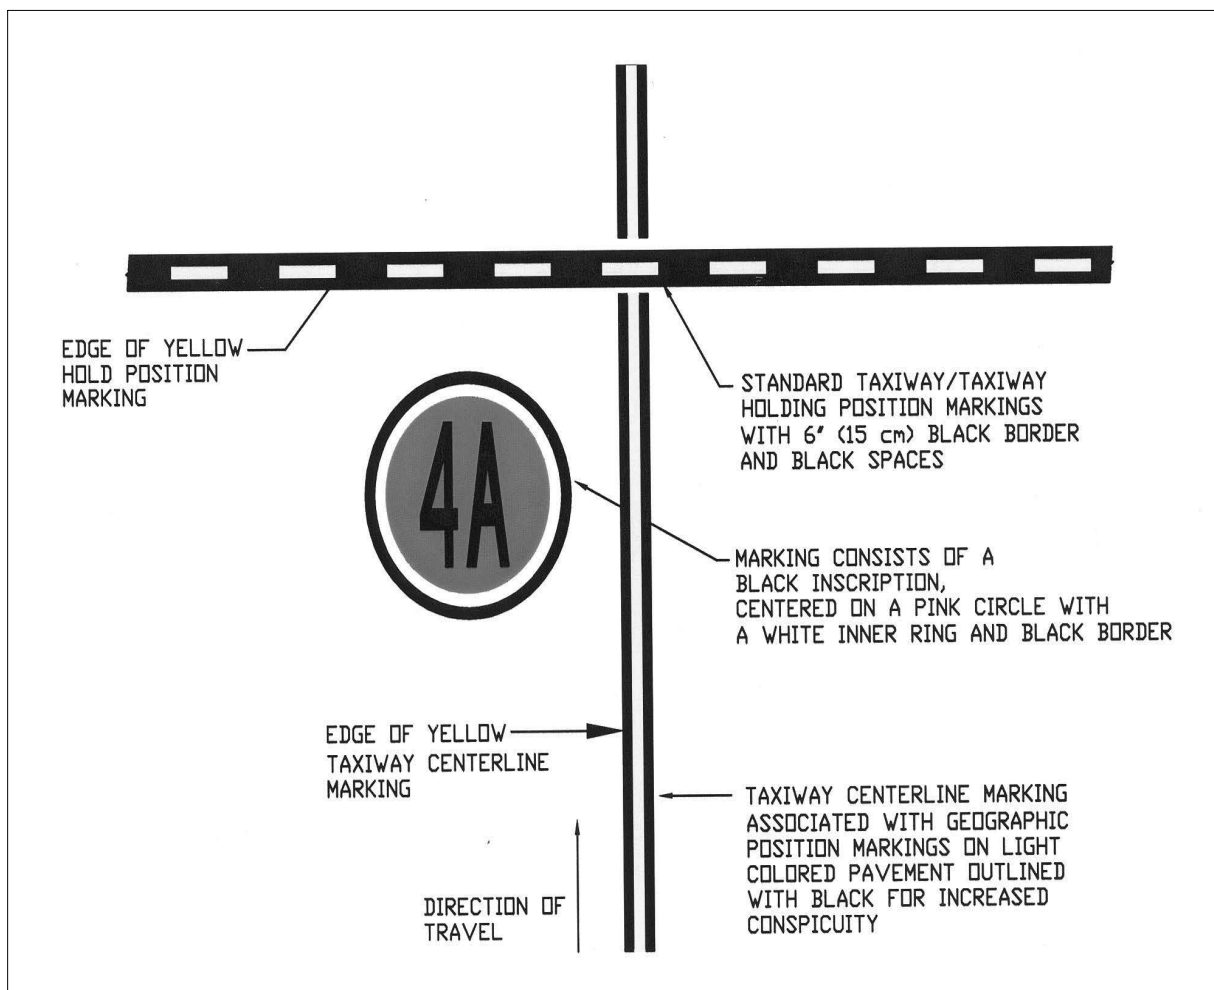 EDGE OF YELLOW
HOLD POSITION
MARKING
STANDARD TAXIWAY/TAXIWAY
HOLDING POSITION MARKINGS
WITH 6" (15 cm) BLACK BORDER
AND BLACK SPACES
4A
MARKING CONSISTS OF A
BLACK INSCRIPTION,
CENTERED ON A PINK CIRCLE WITH
A WHITE INNER RING AND BLACK BORDER
EDGE OF YELLOW
TAXIWAY CENTERLINE
MARKING
TAXIWAY CENTERLINE MARKING
ASSOCIATED WITH GEOGRAPHIC
POSITION MARKINGS ON LIGHT
COLORED PAVEMENT OUTLINED
WITH BLACK FOR INCREASED
CONSPICUITY
DIRECTION OF
TRAVEL